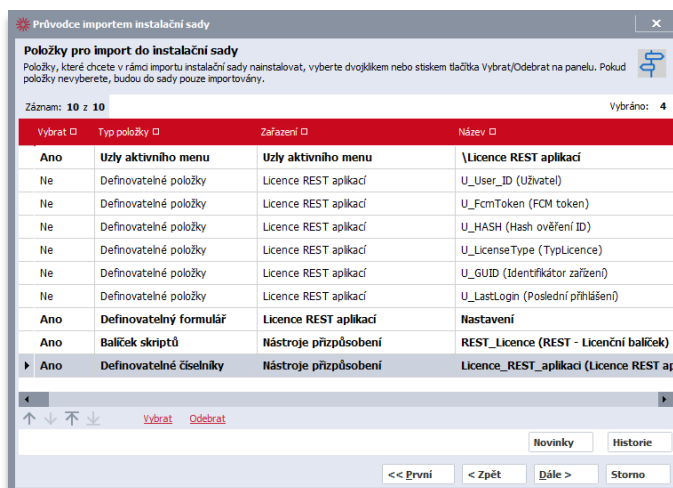 Průvodce importem instalační sady
Položky pro import do instalační sady
Položky, které chcete v rámci importu instalační sady nainstalovat, vyberte dvojklikem nebo stiskem tlačítka Vybrat/Odebrat na panelu. Pokud
položky nevyberete, budou do sady pouze importovány.
Záznam: 10 z 10 Vybráno: 4
Vybrat Typ položky Zařazení Název
Ano Uzly aktivního menu Uzly aktivního menu \Licence REST aplikací
Ne Definovatelné položky Licence REST aplikací U_User_ID (Uživatel)
Ne Definovatelné položky Licence REST aplikací U_FcmToken (FCM token)
Ne Definovatelné položky Licence REST aplikací U_HASH (Hash ověření ID)
Ne Definovatelné položky Licence REST aplikací U_LicenseType (TypLicence)
Ne Definovatelné položky Licence REST aplikací U_GUID (Identifikátor zařízení)
Ne Definovatelné položky Licence REST aplikací U_LastLogin (Poslední přihlášení)
Ano Definovatelný formulář Licence REST aplikací Nastavení
Ano Balíček skriptů Nástroje přizpůsobení REST_Licence (REST - Licenční balíček)
Ano Definovatelné číselníky Nástroje přizpůsobení Licence_REST_aplikaci (Licence REST ap
Vybrat Odebrat
Novinky Historie
<< První < Zpět Dále > Storno